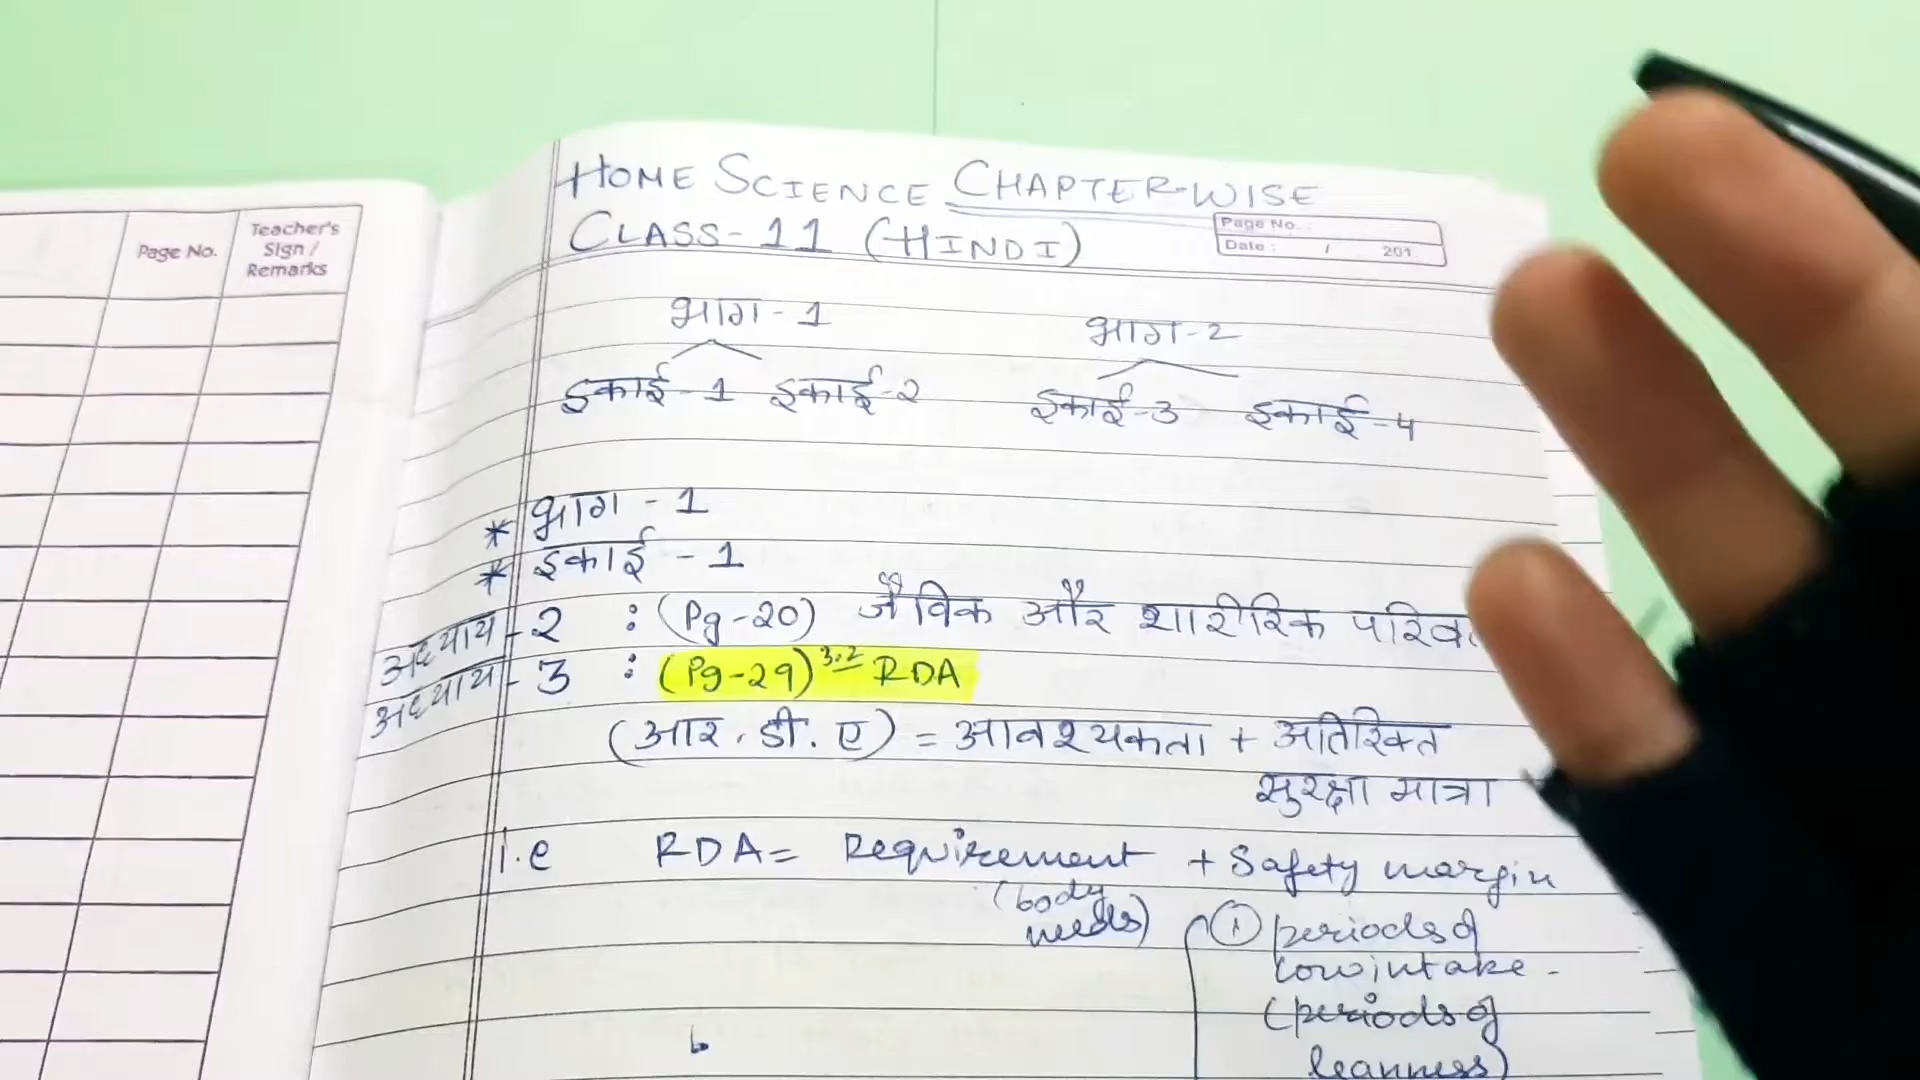 Page No.
Teacher's
Sign /
Remarks
HOME SCIENCE CHAPTER-WISE
CLASS-11 (HINDI)
Page No. :
Date : / 201
भाग-1
भाग-2
इकाई-1 इकाई-2
इकाई-3 इकाई-4
* भाग - 1
* इकाई - 1
अध्याय-2 : (Pg-20) जैविक और शारीरिक
अध्याय-3 : (Pg-29) 3.2 RDA
(आर. डी. ए) = आवश्यकता + अतिरिक्त
सुरक्षा मात्रा
i.e RDA = Requirement + Safety margin
(body
needs)
① periods of
low intake -
(periods of
leanness)